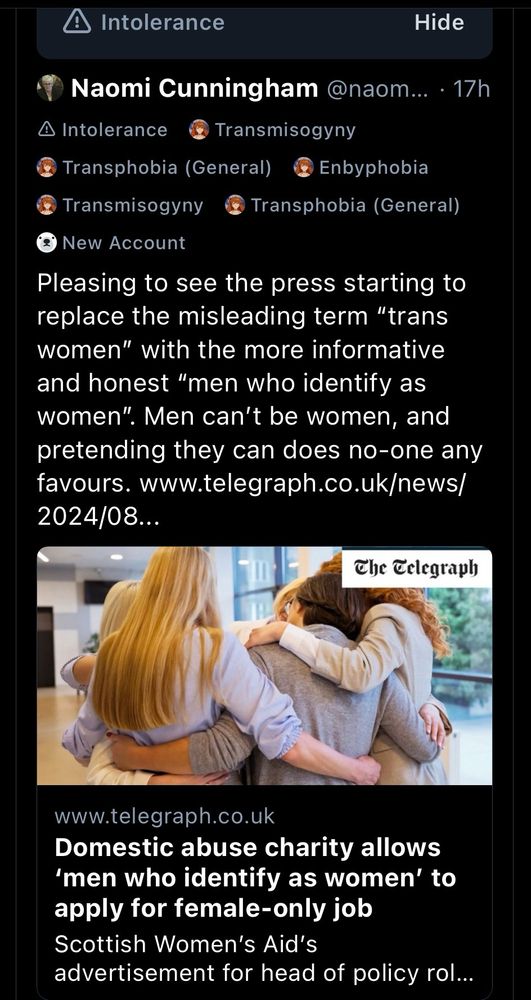 Intolerance Hide
Naomi Cunningham @naom... · 17h
Intolerance Transmisogyny
Transphobia (General) Enbyphobia
Transmisogyny Transphobia (General)
New Account
Pleasing to see the press starting to
replace the misleading term “trans
women” with the more informative
and honest “men who identify as
women”. Men can’t be women, and
pretending they can does no-one any
favours. www.telegraph.co.uk/news/
2024/08...
The Telegraph
www.telegraph.co.uk
Domestic abuse charity allows
‘men who identify as women’ to
apply for female-only job
Scottish Women’s Aid’s
advertisement for head of policy rol...